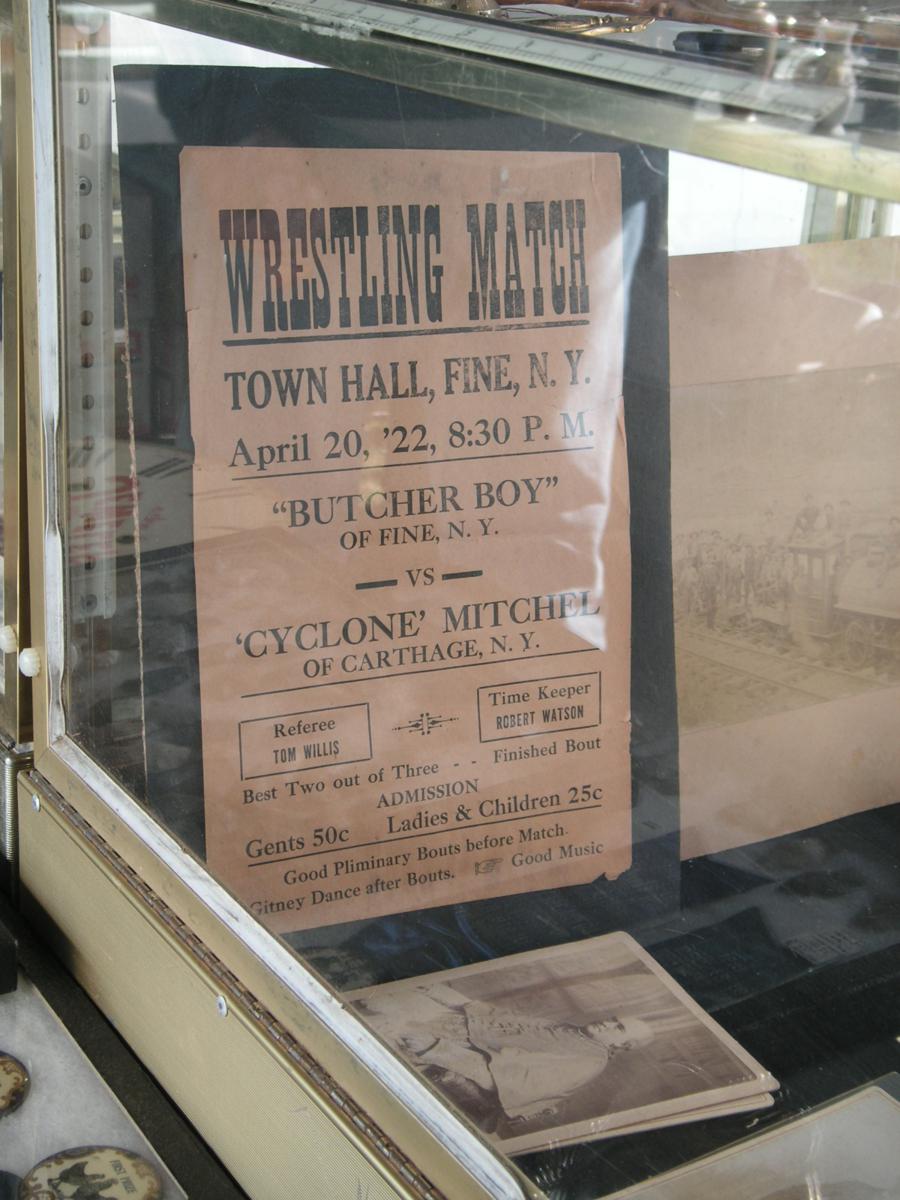 WRESTLING MATCH
TOWN HALL, FINE, N. Y.
April 20, '22, 8:30 P. M.
"BUTCHER BOY"
OF FINE, N. Y.
VS
'CYCLONE' MITCHEL
OF CARTHAGE, N. Y.
Referee
TOM WILLIS
Time Keeper
ROBERT WATSON
Best Two out of Three - - Finished Bout
ADMISSION
Gents 50c Ladies & Children 25c
Good Pliminary Bouts before Match.
Gitney Dance after Bouts. ☞ Good Music
FIRST PRIZE